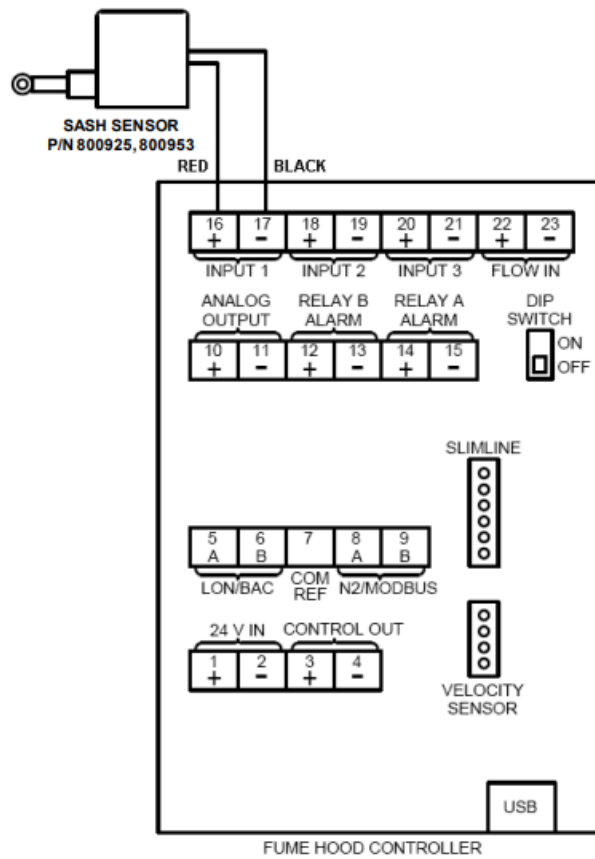 SASH SENSOR
P/N 800925, 800953
RED BLACK
16 17 18 19 20 21 22 23
+ - + - + - + -
INPUT 1 INPUT 2 INPUT 3 FLOW IN
ANALOG OUTPUT RELAY B ALARM RELAY A ALARM DIP SWITCH
10 11 12 13 14 15
+ - + - + -
ON
OFF
SLIMLINE
5 6 7 8 9
A B A B
LON/BAC COM REF N2/MODBUS
24 V IN CONTROL OUT
1 2 3 4
+ - + -
VELOCITY
SENSOR
USB
FUME HOOD CONTROLLER